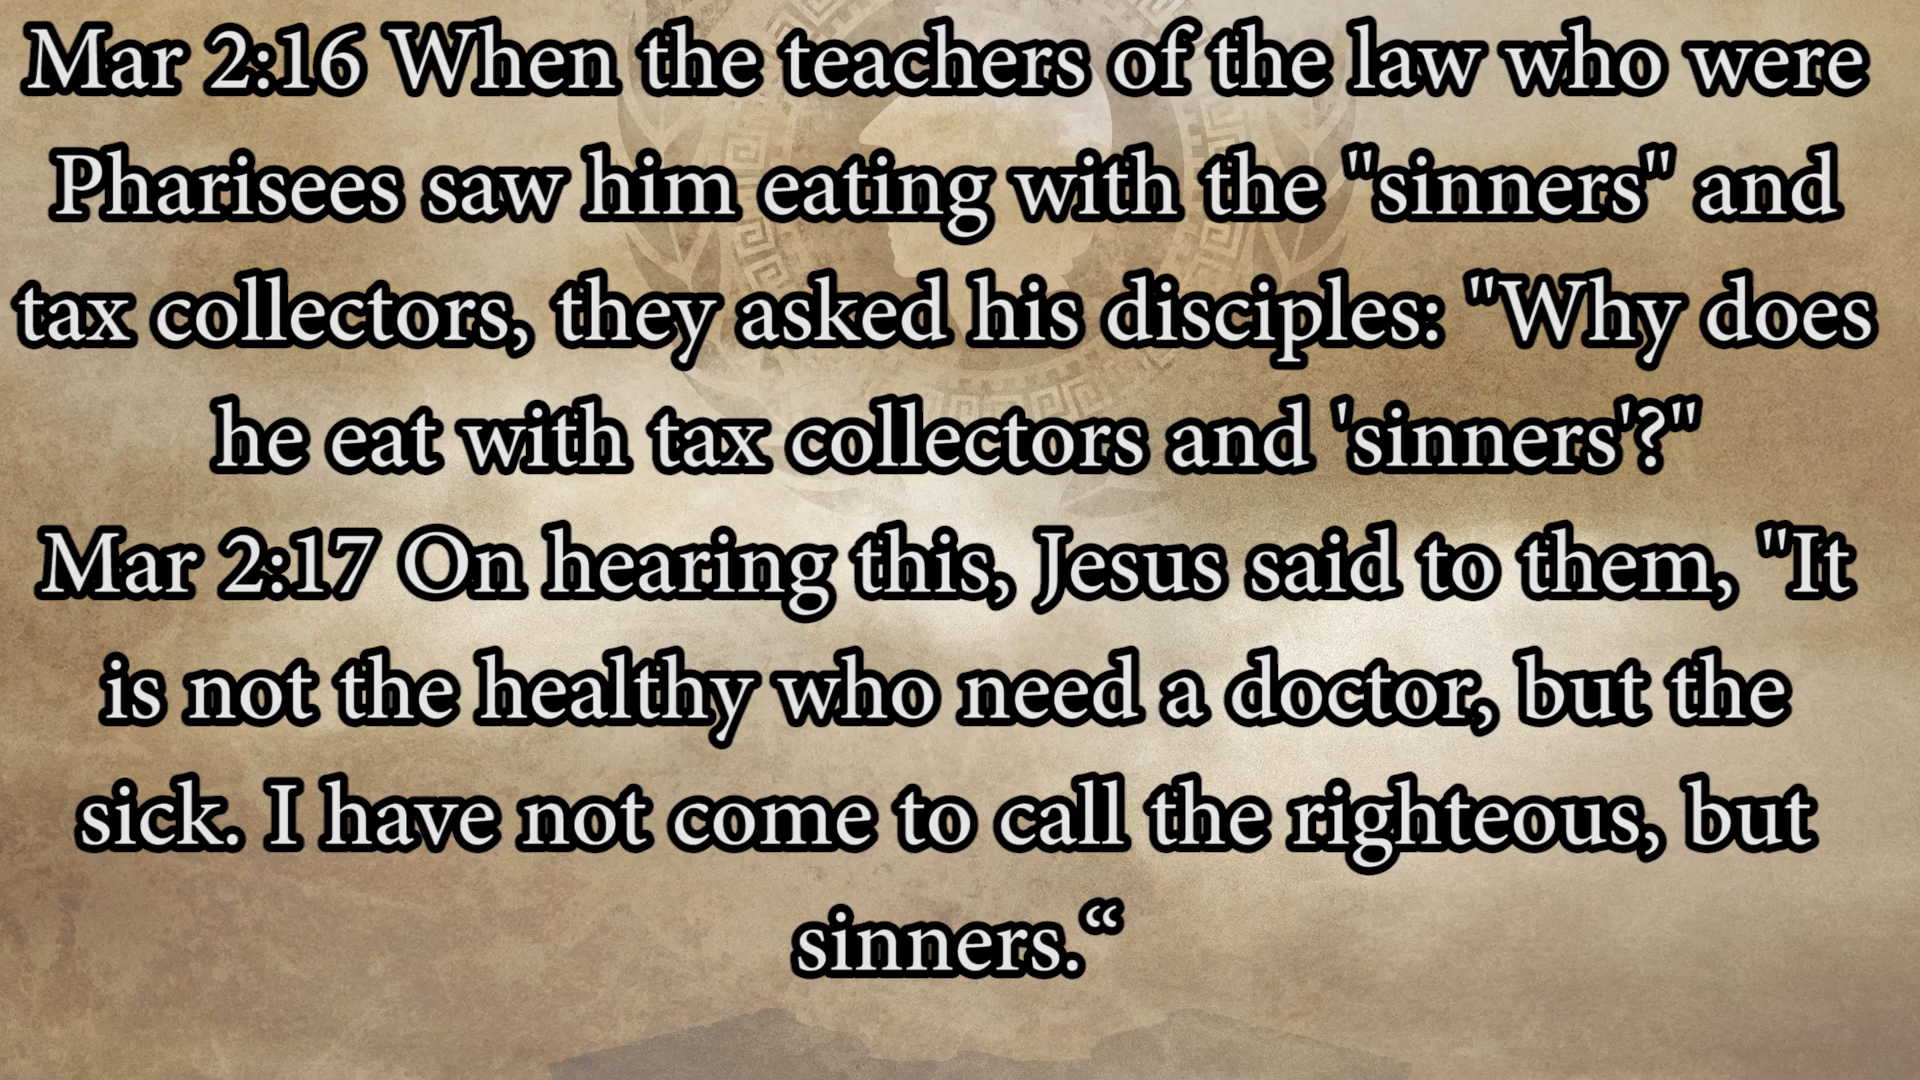 Mar 2:16 When the teachers of the law who were
Pharisees saw him eating with the "sinners" and
tax collectors, they asked his disciples: "Why does
he eat with tax collectors and 'sinners'?"
Mar 2:17 On hearing this, Jesus said to them, "It
is not the healthy who need a doctor, but the
sick. I have not come to call the righteous, but
sinners.“